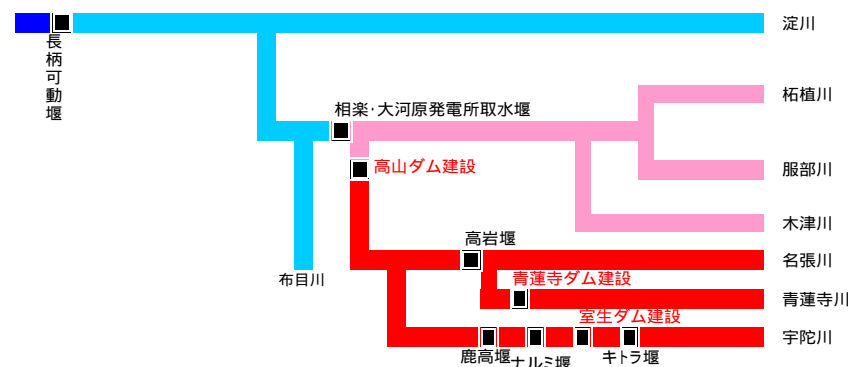 淀川
長柄可動堰
柘植川
相楽・大河原発電所取水堰
高山ダム建設
服部川
木津川
高岩堰
名張川
布目川
青蓮寺ダム建設
青蓮寺川
室生ダム建設
宇陀川
鹿高堰
ナルミ堰
キトラ堰